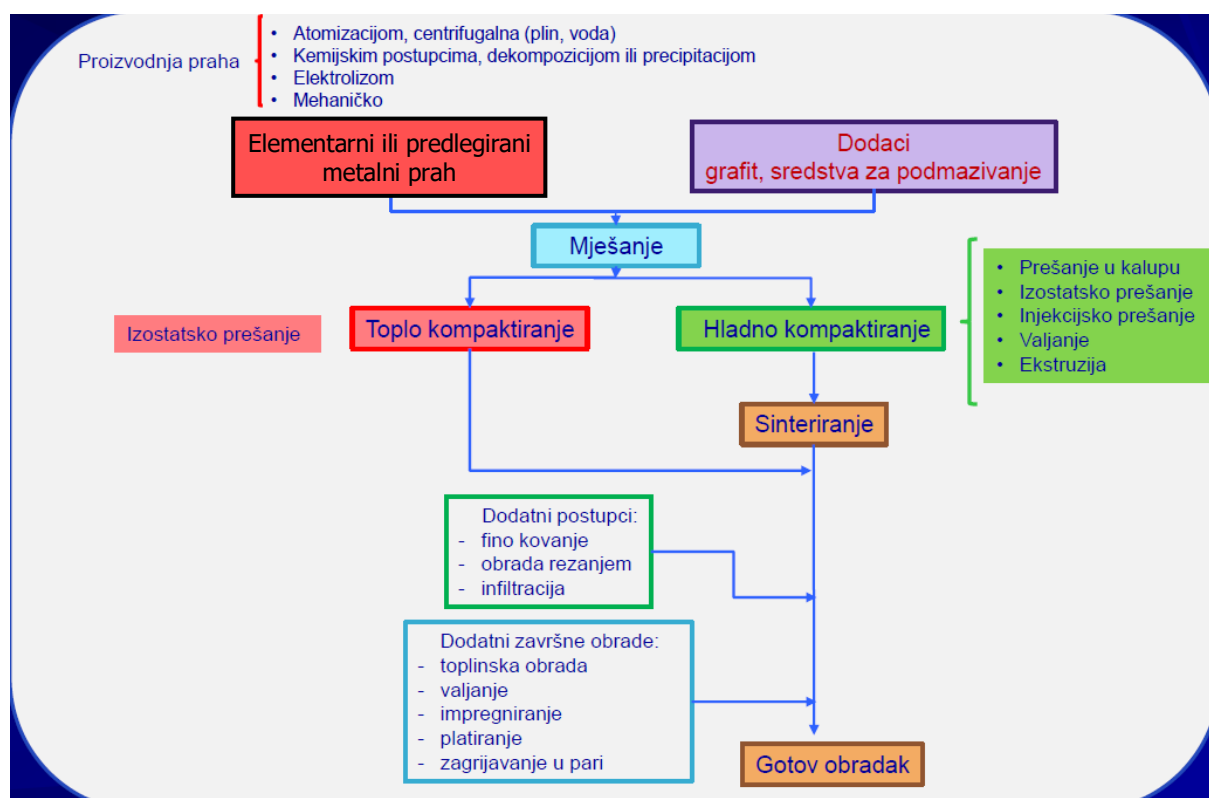 Proizvodnja praha
• Atomizacijom, centrifugalna (plin, voda)
• Kemijskim postupcima, dekompozicijom ili precipitacijom
• Elektrolizom
• Mehaničko
Elementarni ili predlegirani
metalni prah
Dodaci
grafit, sredstva za podmazivanje
Mješanje
Izostatsko prešanje
Toplo kompaktiranje
Hladno kompaktiranje
• Prešanje u kalupu
• Izostatsko prešanje
• Injekcijsko prešanje
• Valjanje
• Ekstruzija
Sinteriranje
Dodatni postupci:
- fino kovanje
- obrada rezanjem
- infiltracija
Dodatni završne obrade:
- toplinska obrada
- valjanje
- impregniranje
- platiranje
- zagrijavanje u pari
Gotov obradak